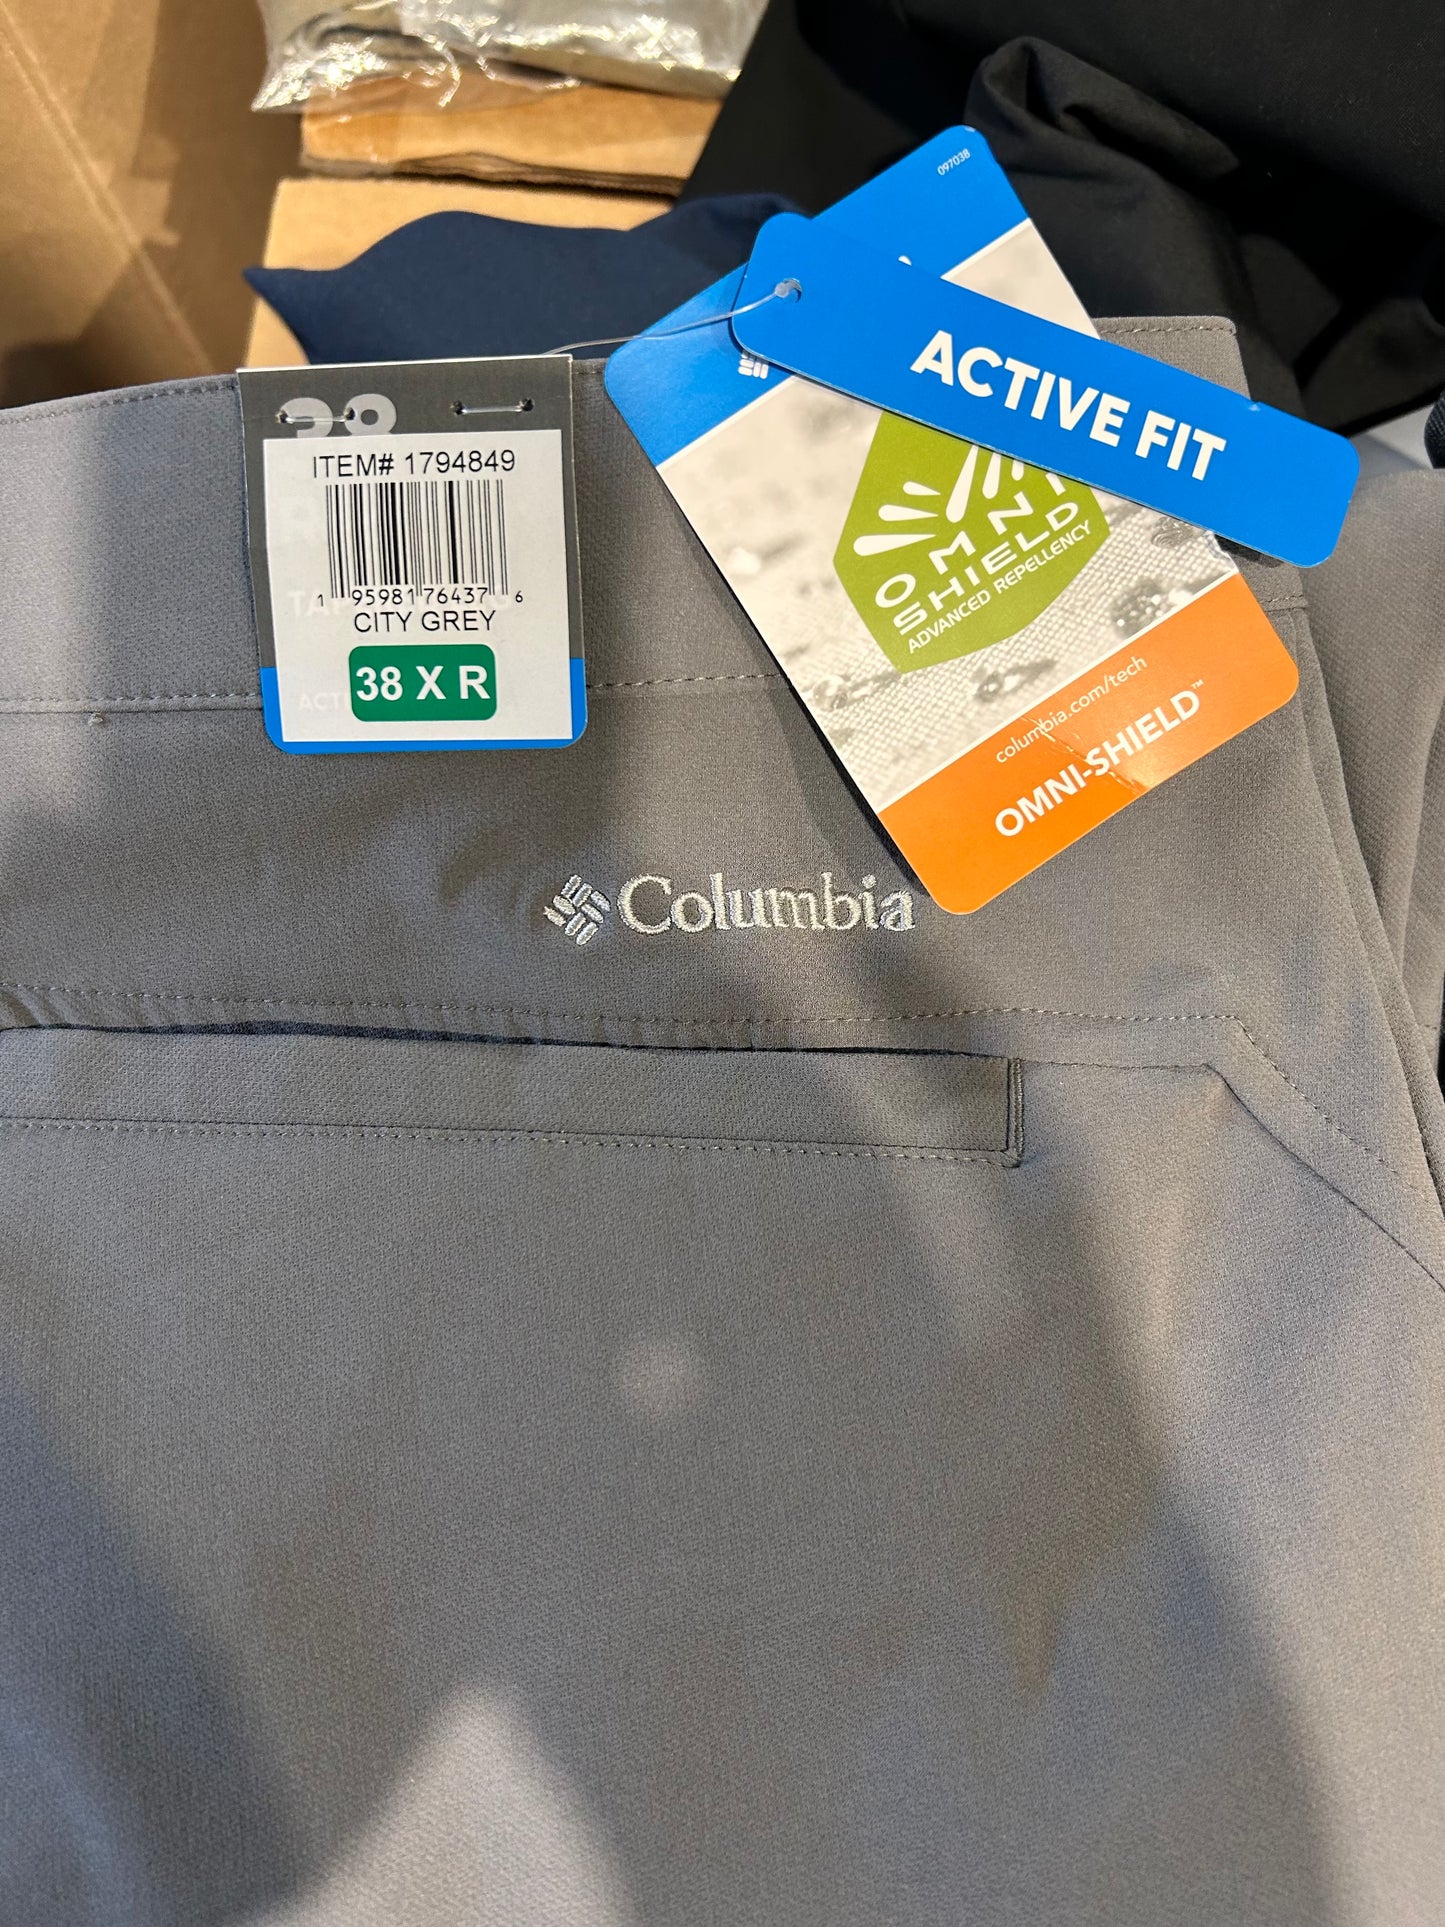 097038
ACTIVE FIT
38
ITEM# 1794849
1 95981 76437 6
CITY GREY
38 X R
OMNI
SHIELD
ADVANCED REPELLENCY
columbia.com/tech
OMNI-SHIELD™
Columbia